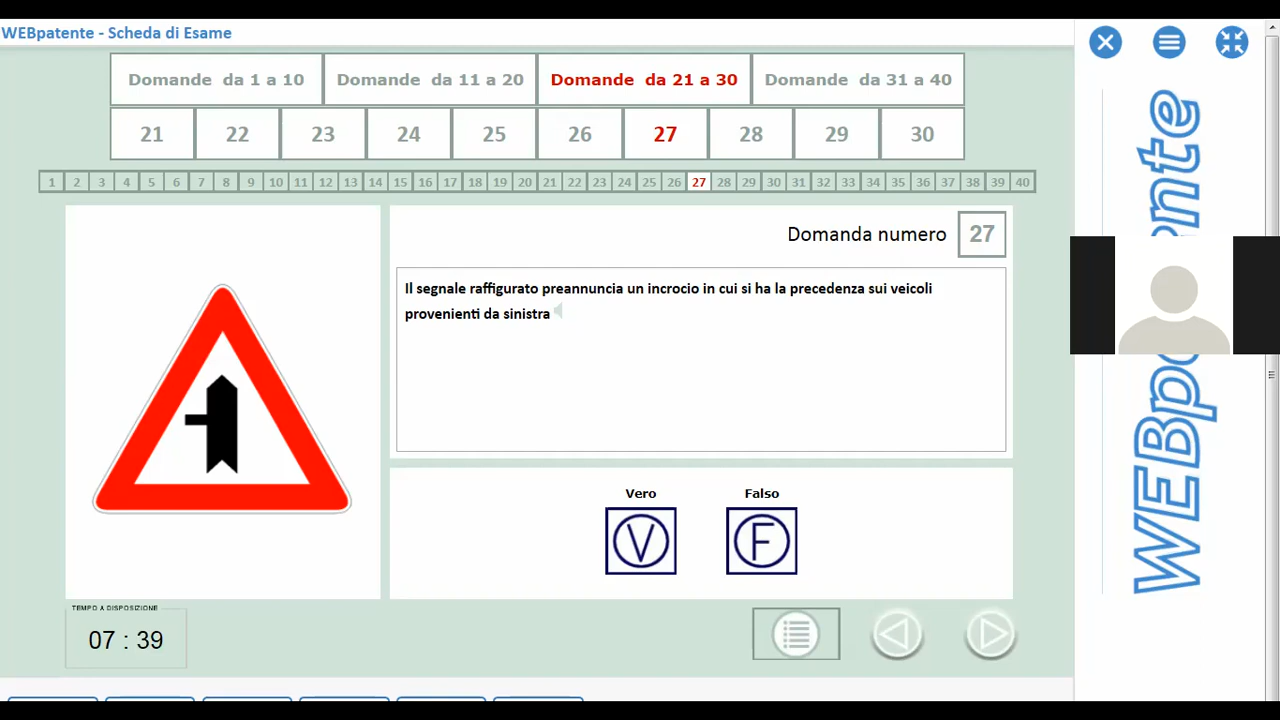 WEBpatente - Scheda di Esame
Domande da 1 a 10
Domande da 11 a 20
Domande da 21 a 30
Domande da 31 a 40
21 22 23 24 25 26 27 28 29 30
1 2 3 4 5 6 7 8 9 10 11 12 13 14 15 16 17 18 19 20 21 22 23 24 25 26 27 28 29 30 31 32 33 34 35 36 37 38 39 40
Domanda numero 27
Il segnale raffigurato preannuncia un incrocio in cui si ha la precedenza sui veicoli
provenienti da sinistra
Vero Falso
V F
TEMPO A DISPOSIZIONE
07 : 39